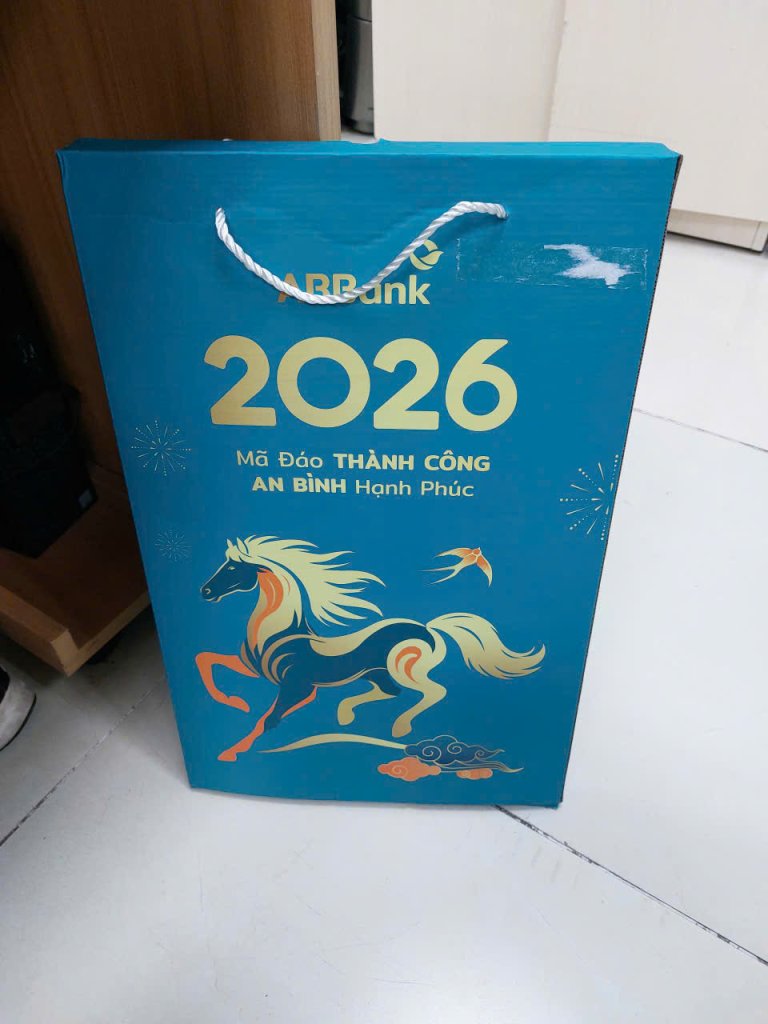 ABBank
2026
Mã Đáo THÀNH CÔNG
AN BÌNH Hạnh Phúc